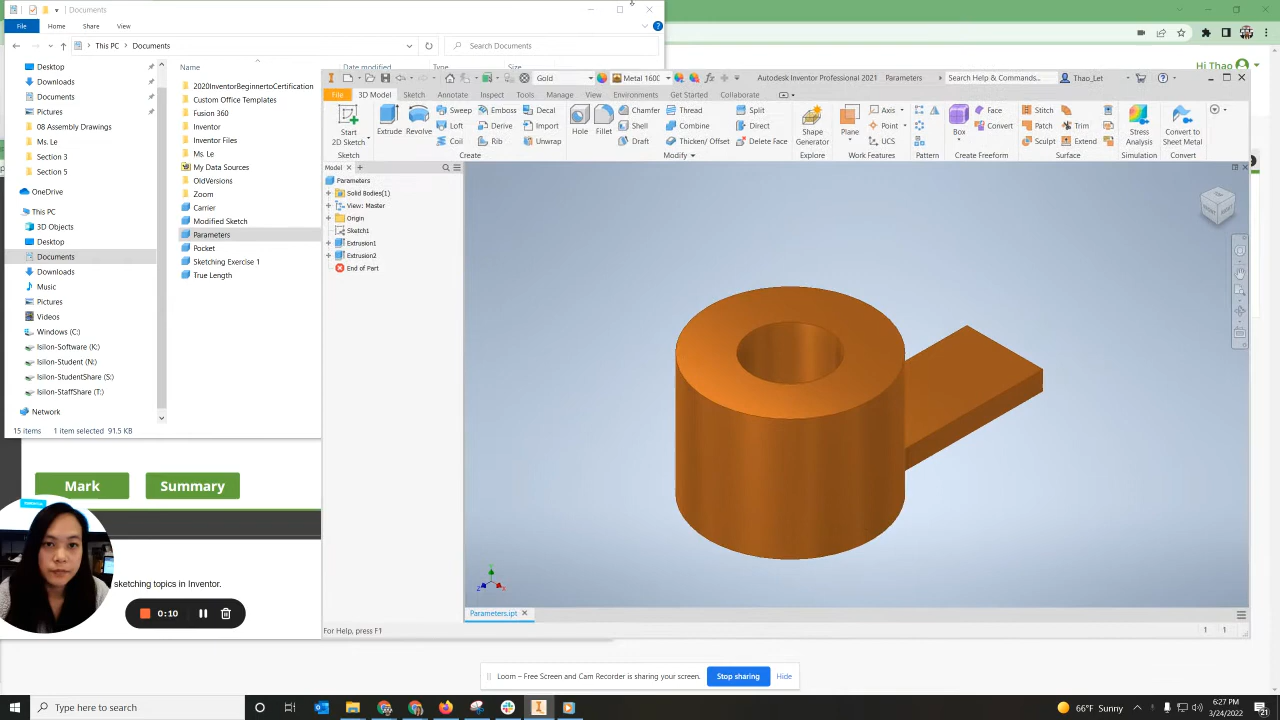 Documents
File Home Share View
This PC Documents Search Documents
Desktop
Downloads
Documents
Pictures
08 Assembly Drawings
Ms. Le
Section 3
Section 5
OneDrive
This PC
3D Objects
Desktop
Documents
Downloads
Music
Pictures
Videos
Windows (C:)
Isilon-Software (K:)
Isilon-Student (N:)
Isilon-StudentShare (S:)
Isilon-StaffShare (T:)
Network
Name Date modified Type Size
2020InventorBeginnertoCertification
Custom Office Templates
Fusion 360
Inventor
Inventor Files
Ms. Le
My Data Sources
OldVersions
Zoom
Carrier
Modified Sketch
Parameters
Pocket
Sketching Exercise 1
True Length
15 items 1 item selected 91.5 KB
Hi Thao
Gold Metal 1600 Autodesk Inventor Professional 2021 Parameters Search Help & Commands... Thao_Let
File 3D Model Sketch Annotate Inspect Tools Manage View Environments Get Started Collaborate
Start 2D Sketch Extrude Revolve Sweep Emboss Decal Hole Fillet Chamfer Thread Split Shape Generator Plane Axis Box Face Stitch Ruled Stress Analysis Convert to Sheet Metal
Loft Derive Import Shell Combine Direct Point Convert Patch Trim
Coil Rib Unwrap Draft Thicken/ Offset Delete Face UCS Sculpt Extend
Sketch Create Modify Explore Work Features Pattern Create Freeform Surface Simulation Convert
Model
Parameters
Solid Bodies(1)
View: Master
Origin
Sketch1
Extrusion1
Extrusion2
End of Part
Parameters.ipt
For Help, press F1
1 1
Mark Summary
sketching topics in Inventor.
0:10
Loom – Free Screen and Cam Recorder is sharing your screen. Stop sharing Hide
Type here to search
66°F Sunny
6:27 PM
3/24/2022